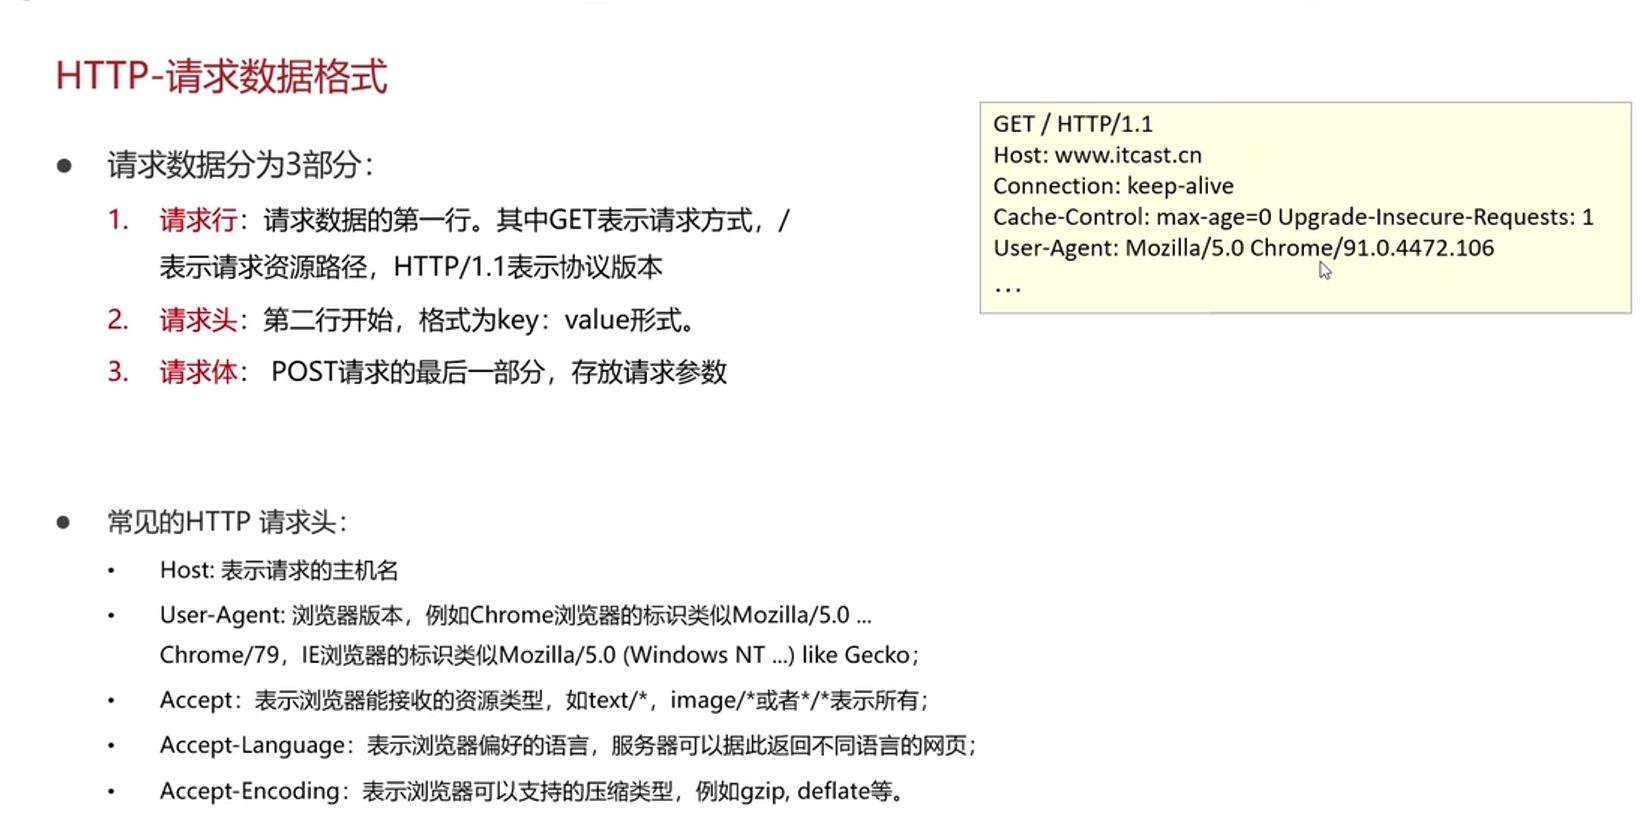 HTTP-请求数据格式
● 请求数据分为3部分：
1. 请求行：请求数据的第一行。其中GET表示请求方式，/
表示请求资源路径，HTTP/1.1表示协议版本
2. 请求头：第二行开始，格式为key：value形式。
3. 请求体： POST请求的最后一部分，存放请求参数
GET / HTTP/1.1
Host: www.itcast.cn
Connection: keep-alive
Cache-Control: max-age=0 Upgrade-Insecure-Requests: 1
User-Agent: Mozilla/5.0 Chrome/91.0.4472.106
...
● 常见的HTTP 请求头：
• Host: 表示请求的主机名
• User-Agent: 浏览器版本，例如Chrome浏览器的标识类似Mozilla/5.0 ...
Chrome/79，IE浏览器的标识类似Mozilla/5.0 (Windows NT ...) like Gecko；
• Accept：表示浏览器能接收的资源类型，如text/*，image/*或者*/*表示所有；
• Accept-Language：表示浏览器偏好的语言，服务器可以据此返回不同语言的网页；
• Accept-Encoding：表示浏览器可以支持的压缩类型，例如gzip, deflate等。